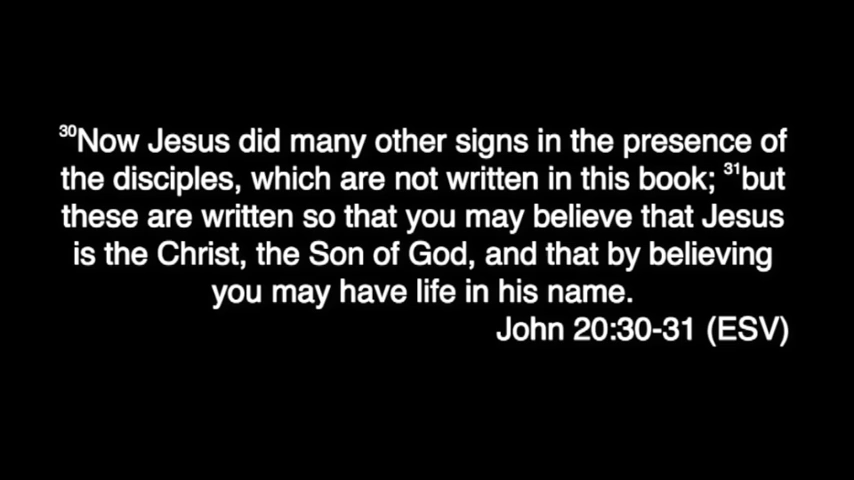 30Now Jesus did many other signs in the presence of
the disciples, which are not written in this book; 31but
these are written so that you may believe that Jesus
is the Christ, the Son of God, and that by believing
you may have life in his name.
John 20:30-31 (ESV)